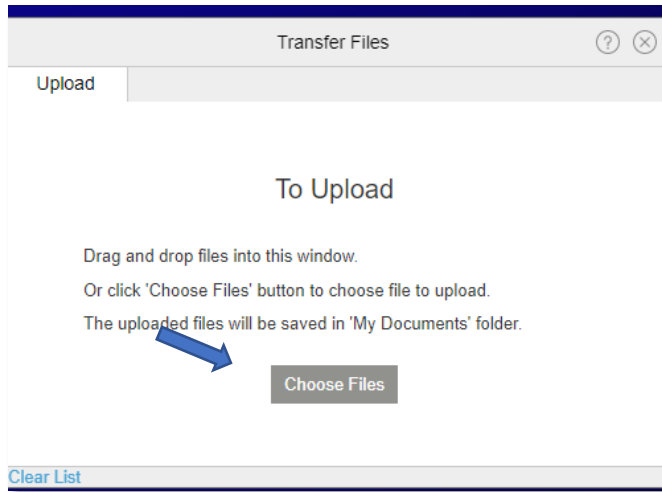 Transfer Files
Upload
To Upload
Drag and drop files into this window.
Or click 'Choose Files' button to choose file to upload.
The uploaded files will be saved in 'My Documents' folder.
Choose Files
Clear List